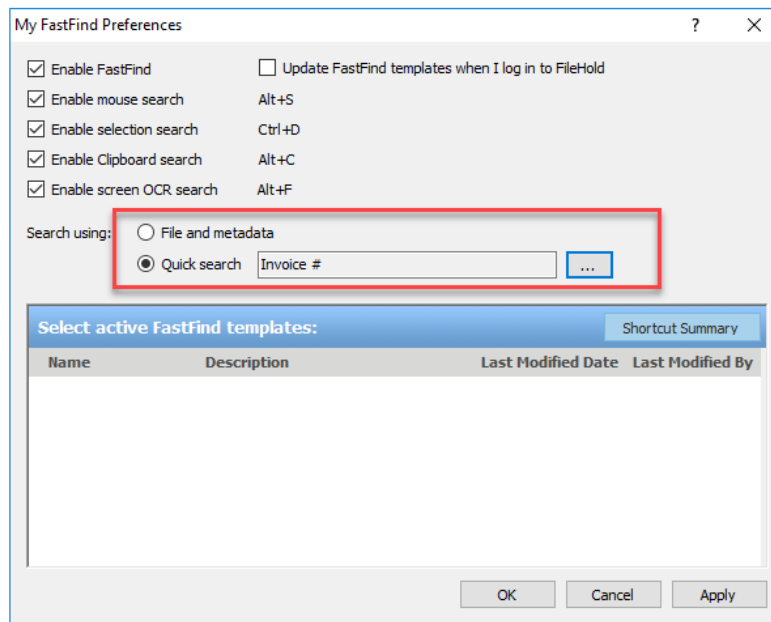 My FastFind Preferences ?
Enable FastFind Update FastFind templates when I log in to FileHold
Enable mouse search Alt+S
Enable selection search Ctrl+D
Enable Clipboard search Alt+C
Enable screen OCR search Alt+F
Search using: File and metadata
Quick search Invoice # ...
Select active FastFind templates: Shortcut Summary
Name Description Last Modified Date Last Modified By
OK Cancel Apply